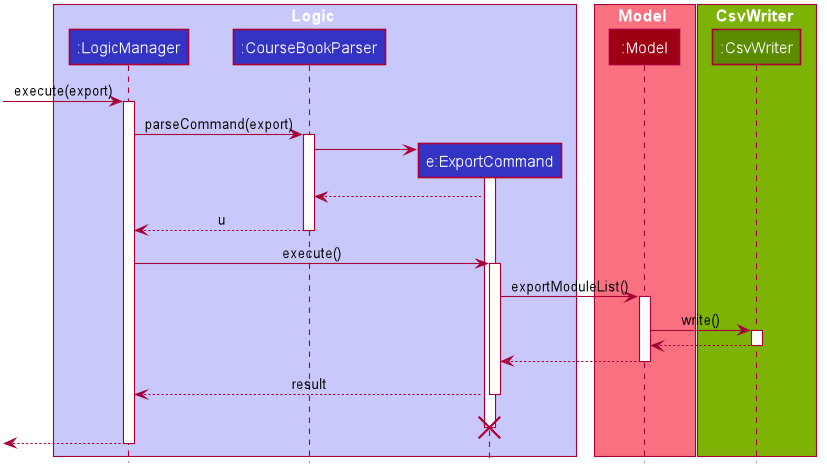 Logic
Model
CsvWriter
:LogicManager
:CourseBookParser
:Model
:CsvWriter
execute(export)
parseCommand(export)
e:ExportCommand
u
execute()
exportModuleList()
write()
result